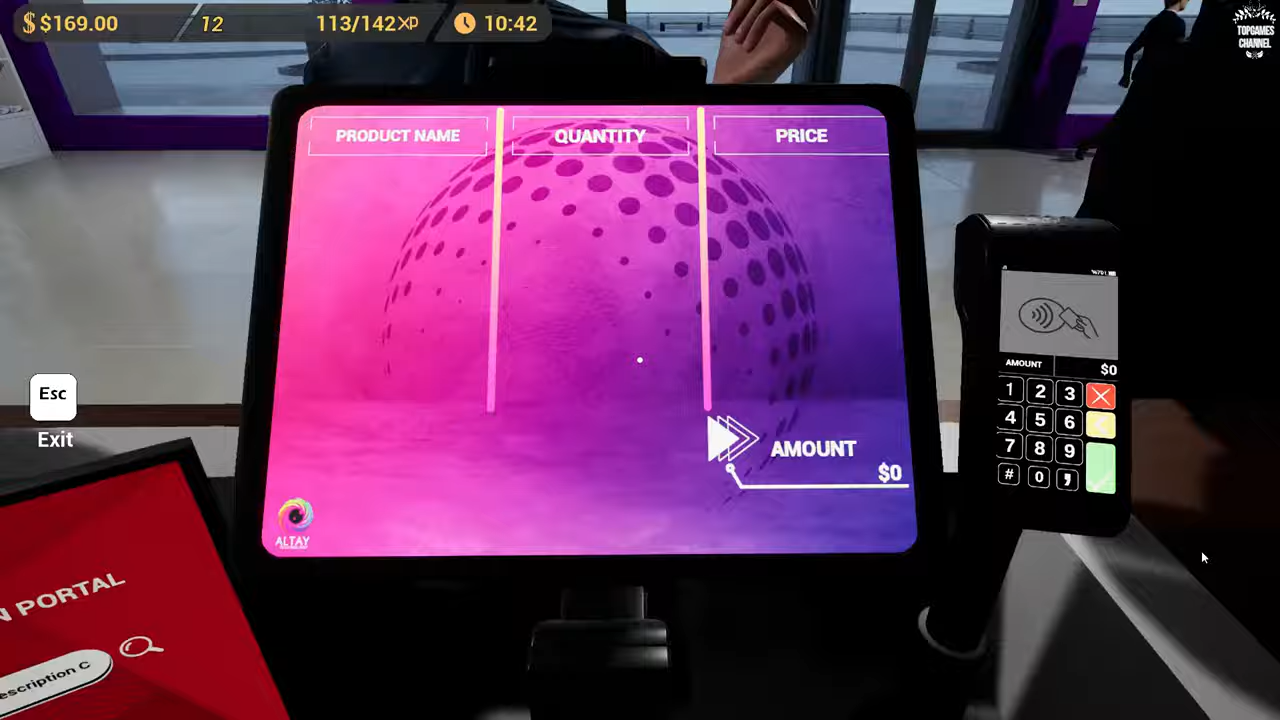 $169.00 12 113/142XP 10:42
TOPGAMES
CHANNEL
PRODUCT NAME QUANTITY PRICE
AMOUNT $0
1 2 3
4 5 6
7 8 9
# 0 ,
Esc
Exit
AMOUNT
$0
ALTAY
N PORTAL
escription C